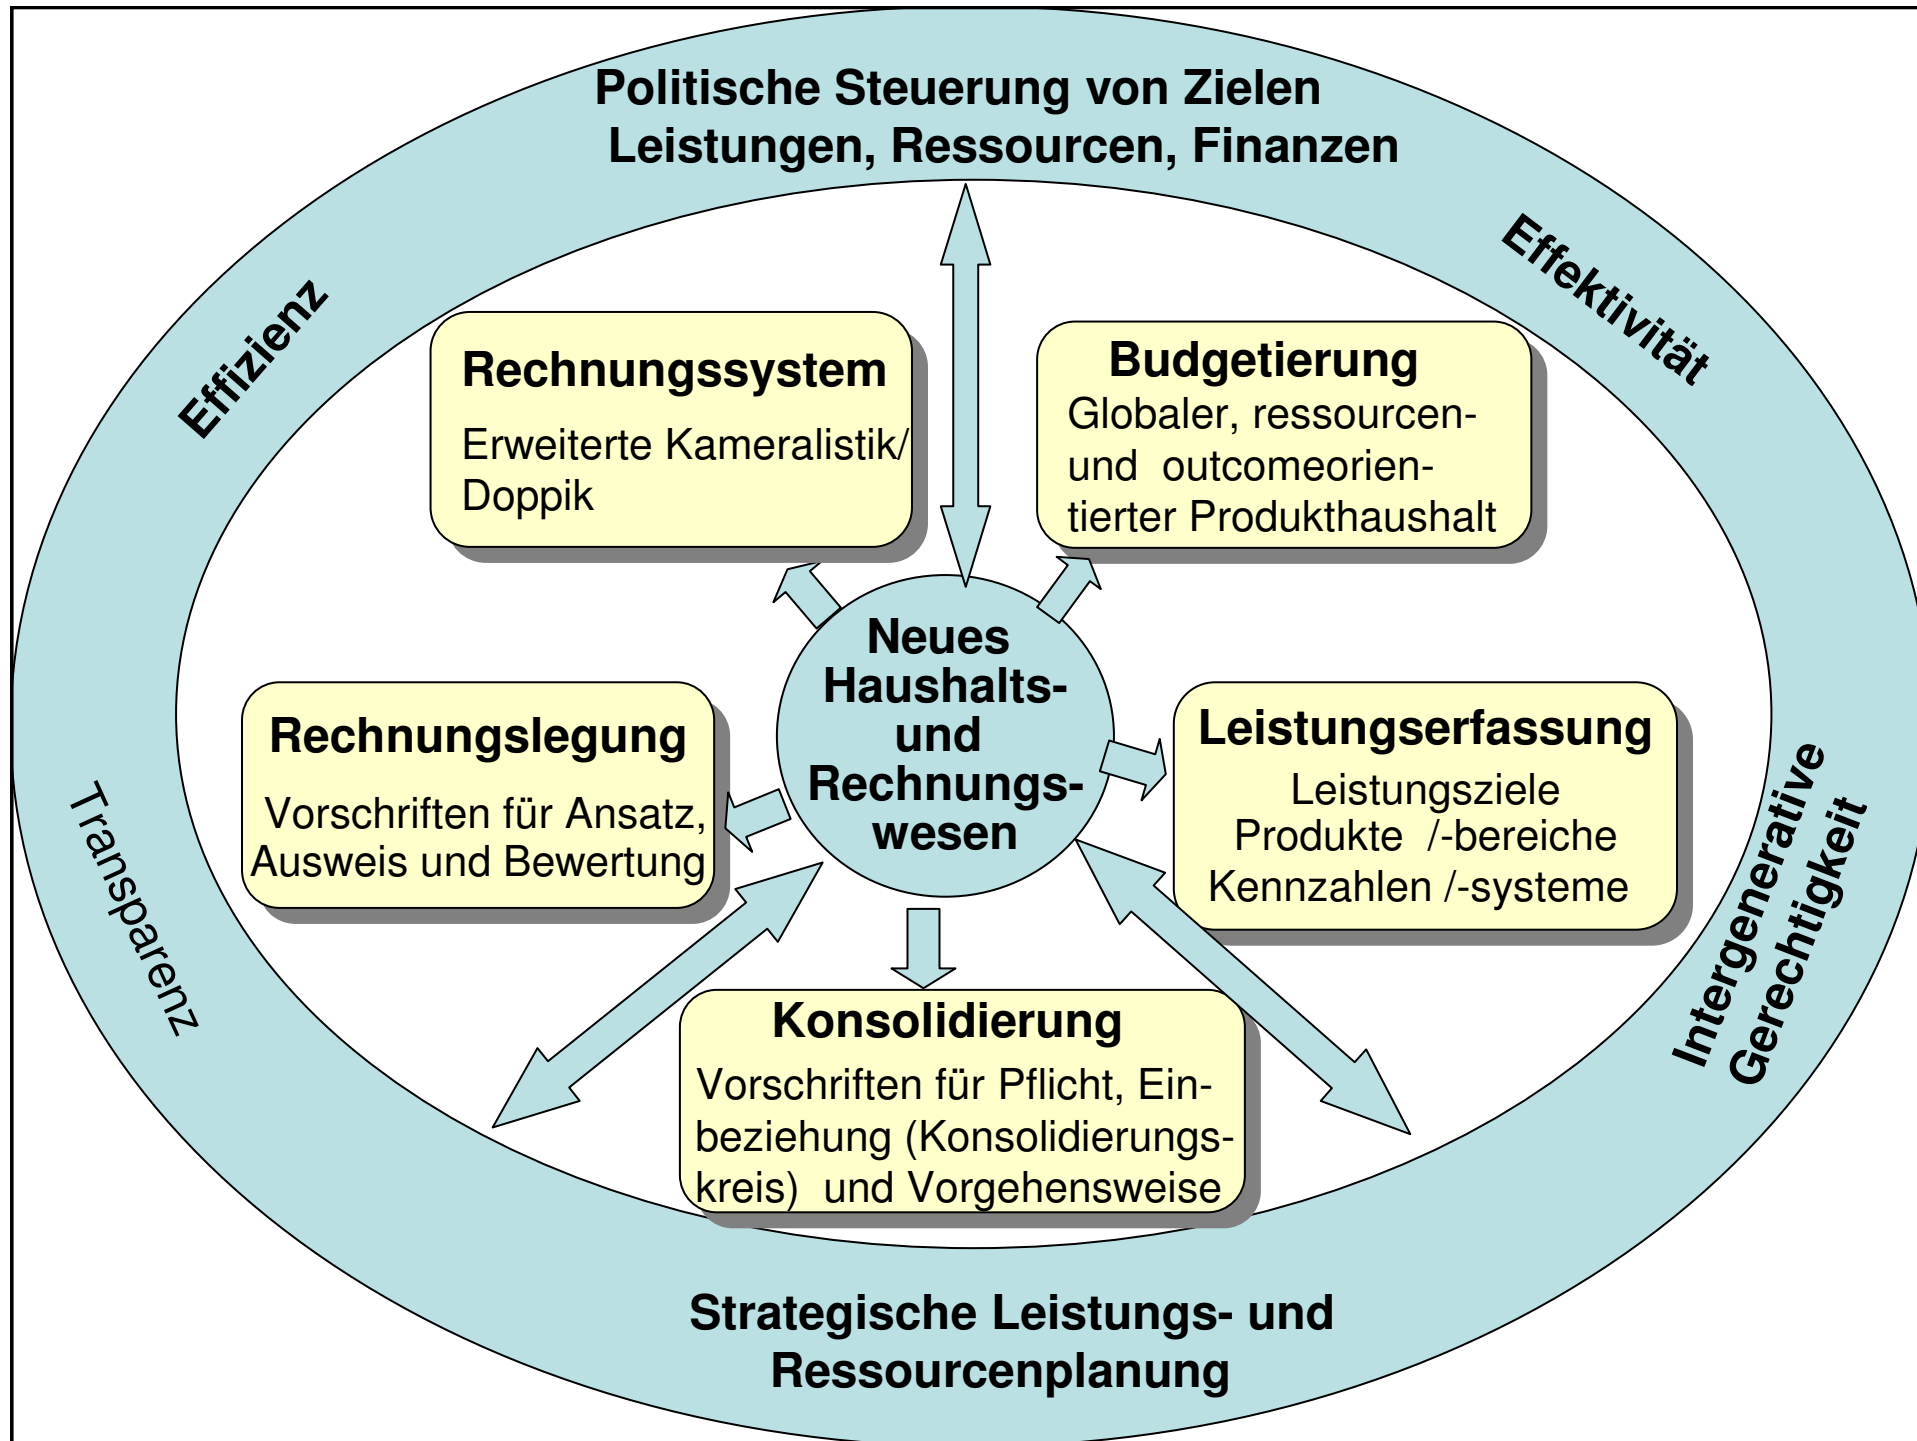 Politische Steuerung von Zielen
Leistungen, Ressourcen, Finanzen
Effizienz
Effektivität
Rechnungssystem
Erweiterte Kameralistik/
Doppik
Budgetierung
Globaler, ressourcen-
und outcomeorien-
tierter Produkthaushalt
Neues
Haushalts-
und
Rechnungs-
wesen
Rechnungslegung
Vorschriften für Ansatz,
Ausweis und Bewertung
Leistungserfassung
Leistungsziele
Produkte /-bereiche
Kennzahlen /-systeme
Transparenz
Intergenerative
Gerechtigkeit
Konsolidierung
Vorschriften für Pflicht, Ein-
beziehung (Konsolidierungs-
kreis) und Vorgehensweise
Strategische Leistungs- und
Ressourcenplanung